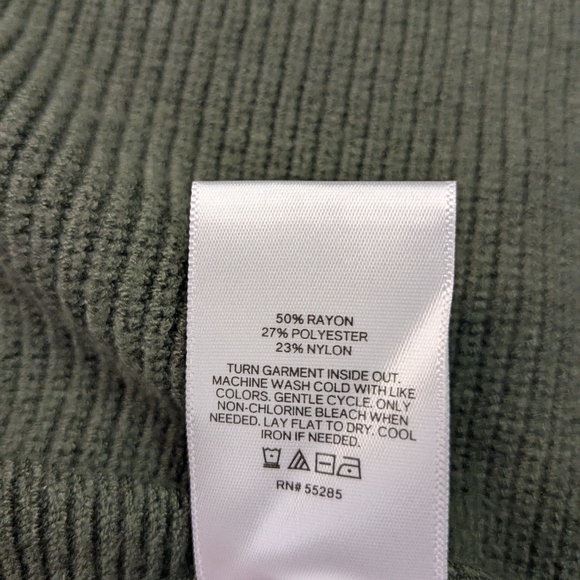 50% RAYON
27% POLYESTER
23% NYLON
TURN GARMENT INSIDE OUT.
MACHINE WASH COLD WITH LIKE
COLORS. GENTLE CYCLE. ONLY
NON-CHLORINE BLEACH WHEN
NEEDED. LAY FLAT TO DRY. COOL
IRON IF NEEDED.
RN# 55285